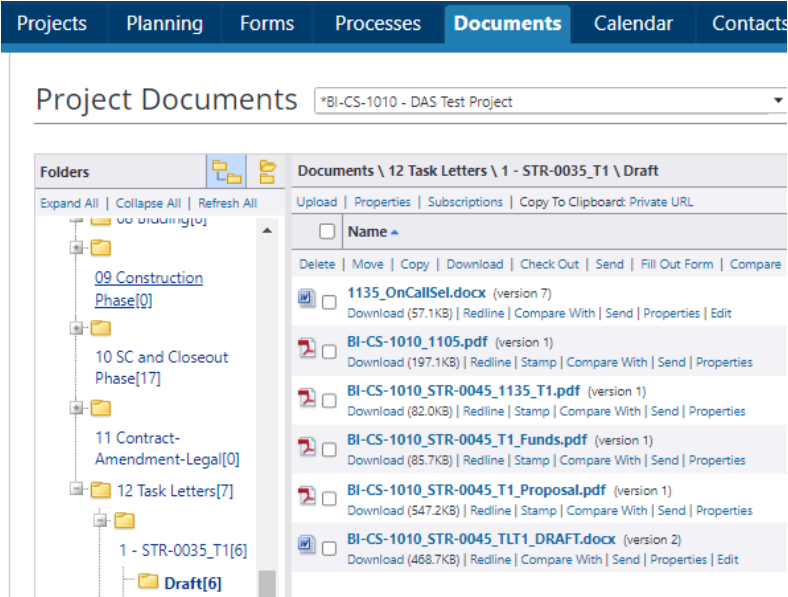 Projects Planning Forms Processes Documents Calendar Contacts
Project Documents *BI-CS-1010 - DAS Test Project
Folders
Expand All | Collapse All | Refresh All
08 Bidding[0]
09 Construction
Phase[0]
10 SC and Closeout
Phase[17]
11 Contract-
Amendment-Legal[0]
12 Task Letters[7]
1 - STR-0035_T1[6]
Draft[6]
Documents \ 12 Task Letters \ 1 - STR-0035_T1 \ Draft
Upload | Properties | Subscriptions | Copy To Clipboard: Private URL
Name
Delete | Move | Copy | Download | Check Out | Send | Fill Out Form | Compare
1135_OnCallSel.docx (version 7)
Download (57.1KB) | Redline | Compare With | Send | Properties | Edit
BI-CS-1010_1105.pdf (version 1)
Download (197.1KB) | Redline | Stamp | Compare With | Send | Properties
BI-CS-1010_STR-0045_1135_T1.pdf (version 1)
Download (82.0KB) | Redline | Stamp | Compare With | Send | Properties
BI-CS-1010_STR-0045_T1_Funds.pdf (version 1)
Download (85.7KB) | Redline | Stamp | Compare With | Send | Properties
BI-CS-1010_STR-0045_T1_Proposal.pdf (version 1)
Download (547.2KB) | Redline | Stamp | Compare With | Send | Properties
BI-CS-1010_STR-0045_TLT1_DRAFT.docx (version 2)
Download (468.7KB) | Redline | Compare With | Send | Properties | Edit